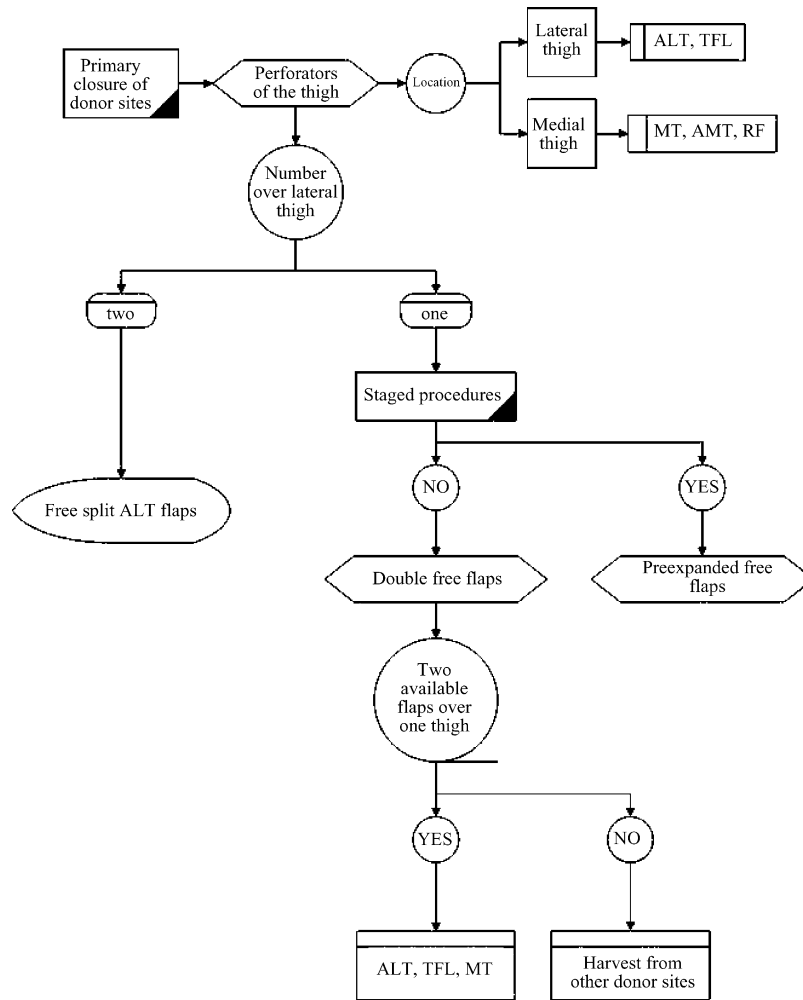 Primary
closure of
donor sites
Perforators
of the thigh
Location
Lateral
thigh
ALT, TFL
Medial
thigh
MT, AMT, RF
Number
over lateral
thigh
two
one
Staged procedures
Free split ALT flaps
NO
YES
Double free flaps
Preexpanded free
flaps
Two
available
flaps over
one thigh
YES
NO
ALT, TFL, MT
Harvest from
other donor sites